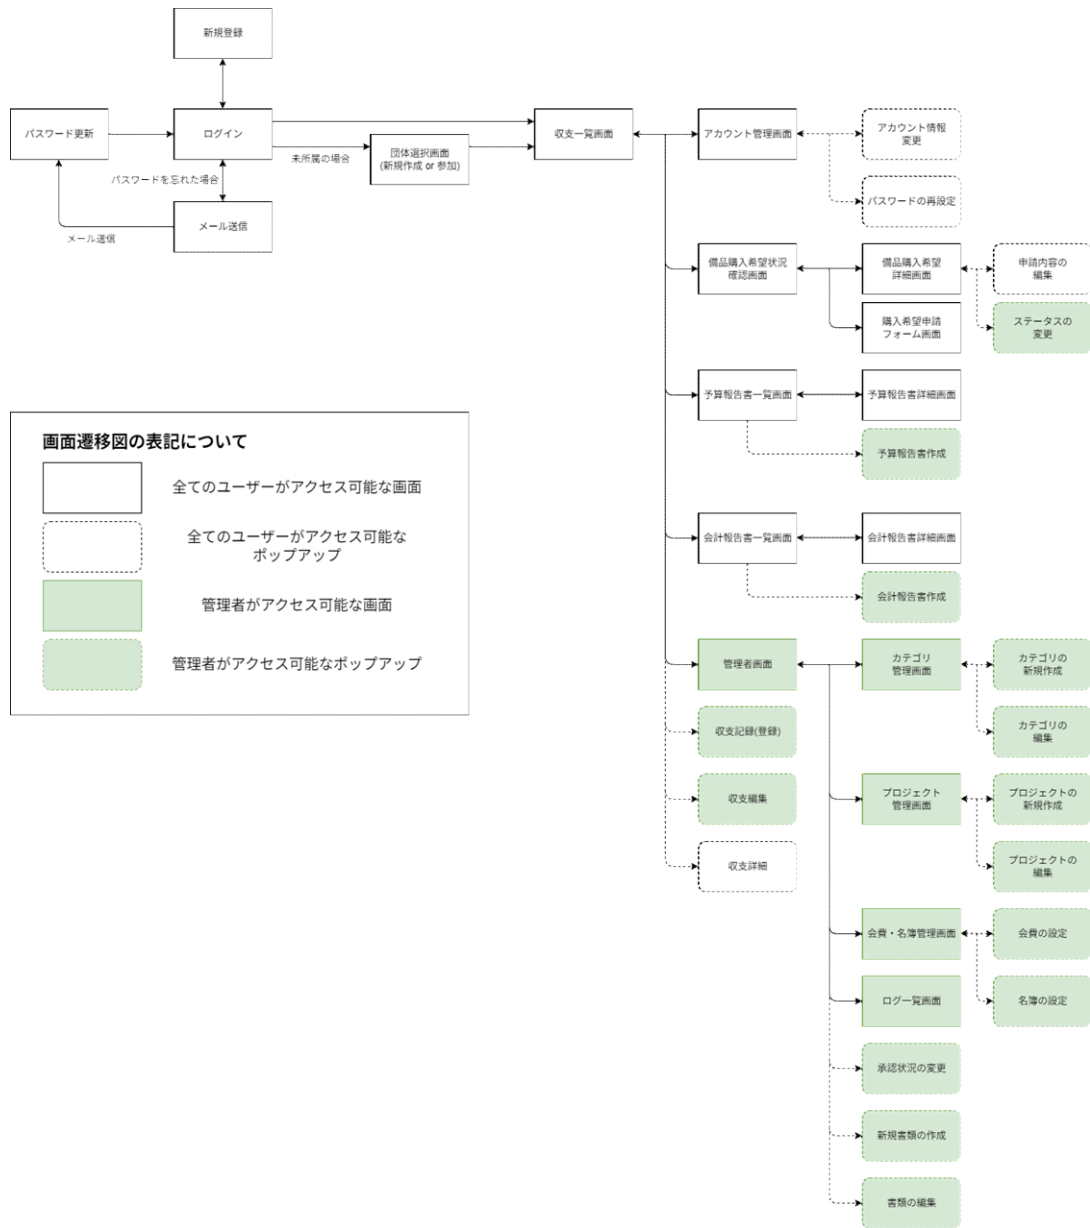 新規登録
パスワード更新
ログイン
未所属の場合
団体選択画面
(新規作成 or 参加)
収支一覧画面
パスワードを忘れた場合
メール送信
メール送信
アカウント管理画面
アカウント情報
変更
パスワードの再設定
備品購入希望状況
確認画面
備品購入希望
詳細画面
申請内容の
編集
ステータスの
変更
購入希望申請
フォーム画面
予算報告書一覧画面
予算報告書詳細画面
予算報告書作成
会計報告書一覧画面
会計報告書詳細画面
会計報告書作成
管理者画面
カテゴリ
管理画面
カテゴリの
新規作成
カテゴリの
編集
収支記録(登録)
収支編集
収支詳細
プロジェクト
管理画面
プロジェクトの
新規作成
プロジェクトの
編集
会費・名簿管理画面
会費の設定
名簿の設定
ログ一覧画面
承認状況の変更
新規書類の作成
書類の編集
画面遷移図の表記について
全てのユーザーがアクセス可能な画面
全てのユーザーがアクセス可能な
ポップアップ
管理者がアクセス可能な画面
管理者がアクセス可能なポップアップ